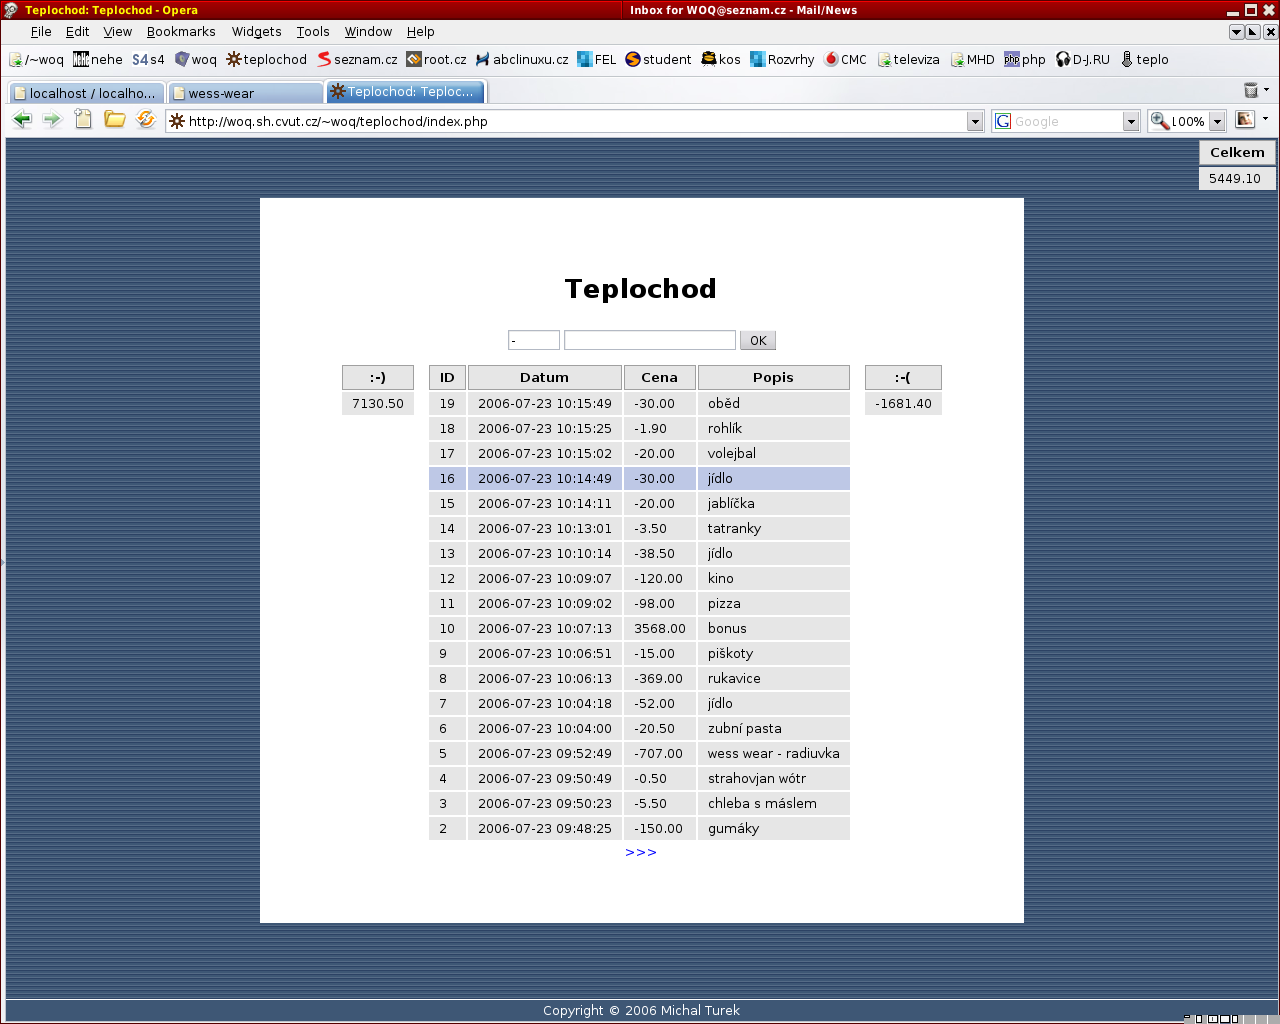 Teplochod: Teplochod - Opera Inbox for WOQ@seznam.cz - Mail/News
File Edit View Bookmarks Widgets Tools Window Help
/~woq nehe S4 s4 woq teplochod seznam.cz root.cz abclinuxu.cz FEL student kos Rozvrhy CMC televiza MHD php php D-J.RU teplo
localhost / localho... wess-wear Teplochod: Teploc...
http://woq.sh.cvut.cz/~woq/teplochod/index.php G Google 100%
Celkem
5449.10
Teplochod
- OK
:-) ID Datum Cena Popis :-(
7130.50 19 2006-07-23 10:15:49 -30.00 oběd -1681.40
18 2006-07-23 10:15:25 -1.90 rohlík
17 2006-07-23 10:15:02 -20.00 volejbal
16 2006-07-23 10:14:49 -30.00 jídlo
15 2006-07-23 10:14:11 -20.00 jablíčka
14 2006-07-23 10:13:01 -3.50 tatranky
13 2006-07-23 10:10:14 -38.50 jídlo
12 2006-07-23 10:09:07 -120.00 kino
11 2006-07-23 10:09:02 -98.00 pizza
10 2006-07-23 10:07:13 3568.00 bonus
9 2006-07-23 10:06:51 -15.00 piškoty
8 2006-07-23 10:06:13 -369.00 rukavice
7 2006-07-23 10:04:18 -52.00 jídlo
6 2006-07-23 10:04:00 -20.50 zubní pasta
5 2006-07-23 09:52:49 -707.00 wess wear - radiuvka
4 2006-07-23 09:50:49 -0.50 strahovjan wótr
3 2006-07-23 09:50:23 -5.50 chleba s máslem
2 2006-07-23 09:48:25 -150.00 gumáky
>>>
Copyright © 2006 Michal Turek